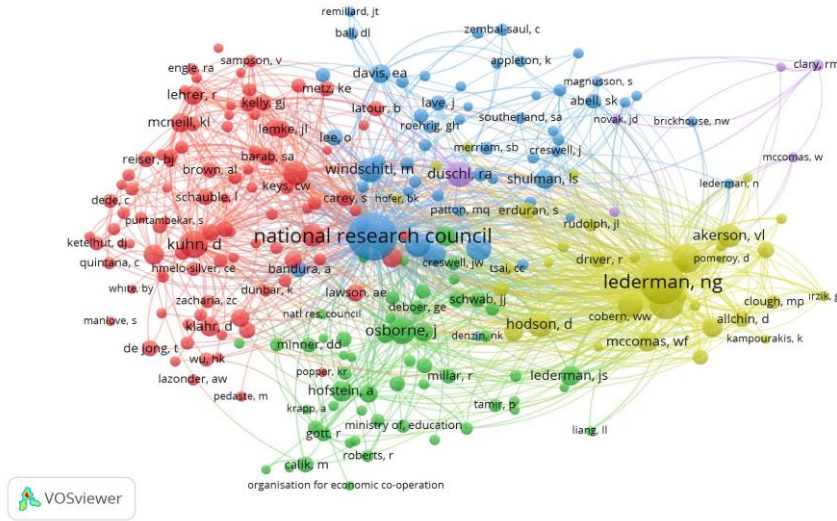 remillard, jt
ball, dl
zembal-saul, c
sampson, v
engle, ra
appleton, k
clary, rm
davis, ea
metz, ke
magnusson, s
lehrer, r
kelly, gj
lave, j
abell, sk
latour, b
mcneill, kl
lemke, jl
roehrig, gh
southerland, sa
novak, jd
brickhouse, nw
lee, o
creswell, j
merriam, sb
reiser, bj
barab, sa
mccomas, w
brown, al
windschitl, m
duschl, ra
keys, cw
shulman, ls
lederman, n
schauble, l
carey, s
hofer, bk
dede, c
patton, mq
erduran, s
puntambekar, s
rudolph, jl
national research council
akerson, vl
ketelhut, dj
kuhn, d
creswell, jw
tsai, cc
driver, r
pomeroy, d
quintana, c
hmelo-silver, ce
bandura, a
lederman, ng
white, by
zacharia, zc
dunbar, k
lawson, ae
deboer, ge
schwab, jj
clough, mp
irzik, g
manlove, s
natl res, council
cobern, ww
allchin, d
klahr, d
osborne, j
hodson, d
denzin, nk
kampourakis, k
de jong, t
minner, dd
mccomas, wf
wu, hk
popper, kr
millar, r
lederman, js
lazonder, aw
hofstein, a
pedaste, m
krapp, a
tamir, p
gott, r
ministry of, education
liang, ll
roberts, r
calik, m
organisation for economic co-operation
VOSviewer